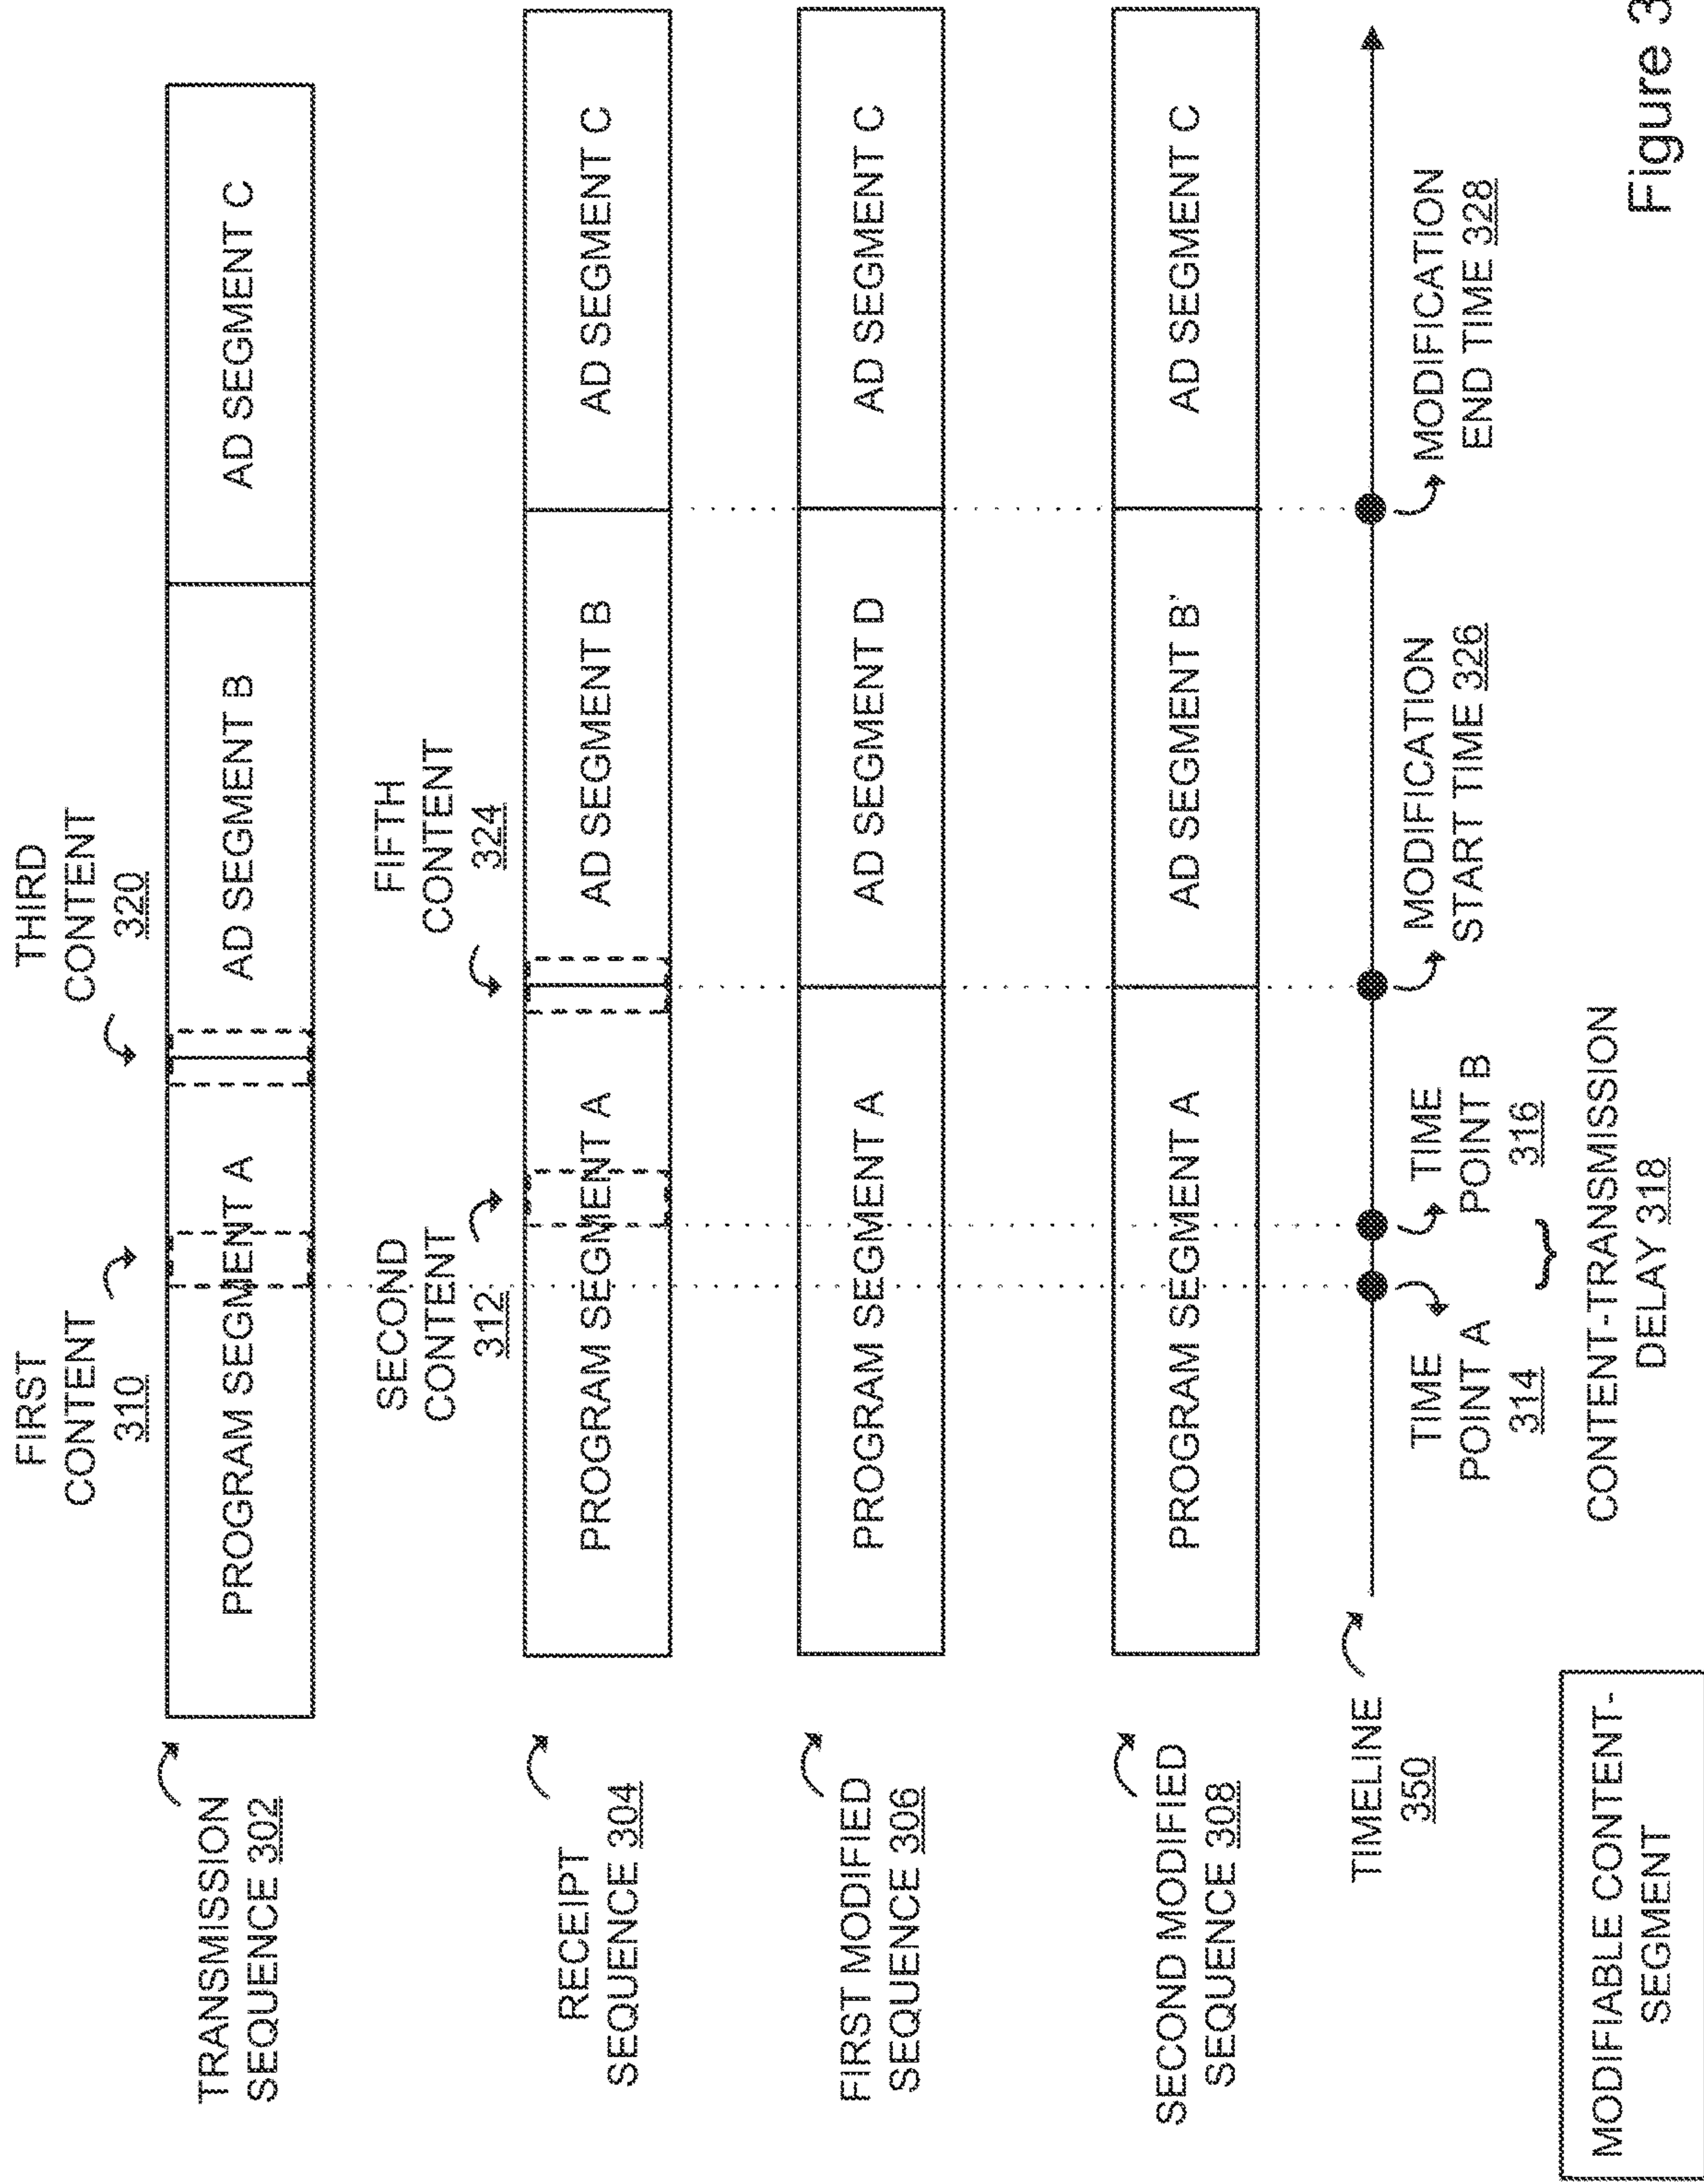 FIRST
CONTENT
310
THIRD
CONTENT
320
TRANSMISSION
SEQUENCE 302
PROGRAM SEGMENT A
AD SEGMENT B
AD SEGMENT C
SECOND
CONTENT
312
FIFTH
CONTENT
324
RECEIPT
SEQUENCE 304
PROGRAM SEGMENT A
AD SEGMENT B
AD SEGMENT C
FIRST MODIFIED
SEQUENCE 306
PROGRAM SEGMENT A
AD SEGMENT D
AD SEGMENT C
SECOND MODIFIED
SEQUENCE 308
PROGRAM SEGMENT A
AD SEGMENT B'
AD SEGMENT C
TIMELINE
350
TIME
POINT A
314
TIME
POINT B
316
MODIFICATION
START TIME 326
MODIFICATION
END TIME 328
CONTENT-TRANSMISSION
DELAY 318
MODIFIABLE CONTENT-
SEGMENT
Figure 3